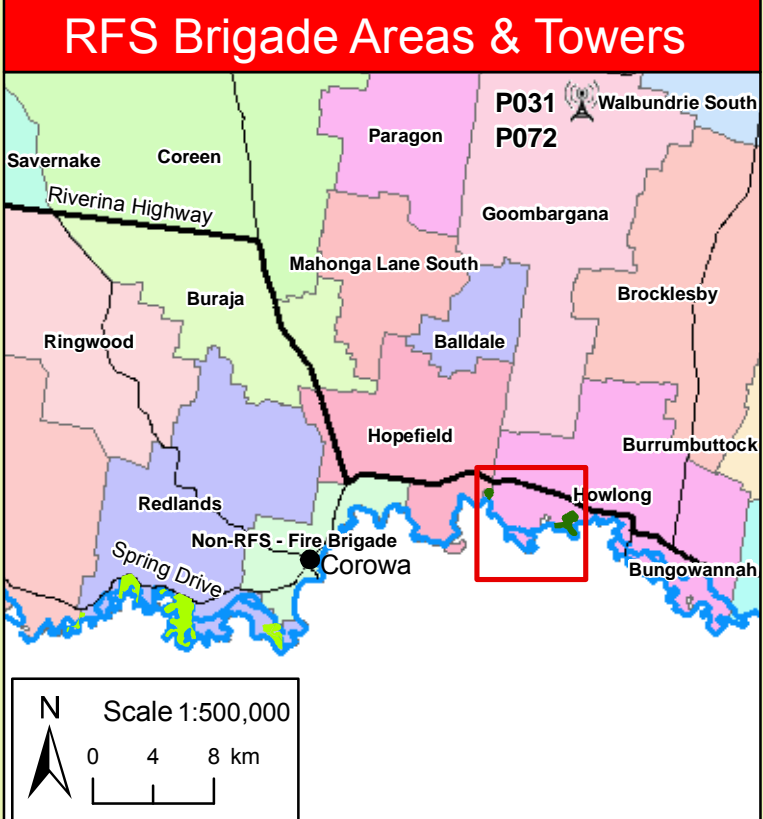 RFS Brigade Areas & Towers
P031
Walbundrie South
P072
Paragon
Savernake
Coreen
Riverina Highway
Goombargana
Mahonga Lane South
Buraja
Brocklesby
Ringwood
Balldale
Hopefield
Burrumbuttock
Redlands
Howlong
Non-RFS - Fire Brigade
Corowa
Spring Drive
Bungowannah
N
Scale 1:500,000
0 4 8 km